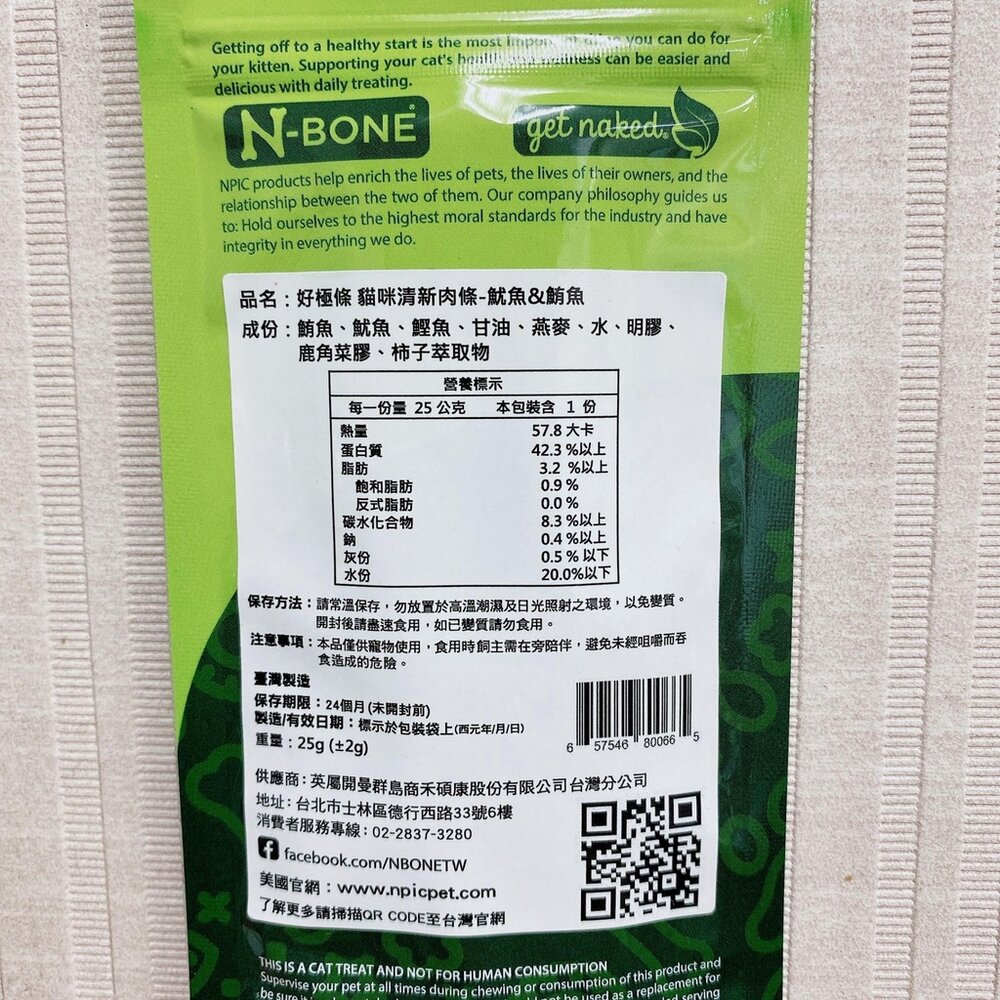 Getting off to a healthy start is the most important thing you can do for
your kitten. Supporting your cat's health and wellness can be easier and
delicious with daily treating.
N-BONE®
get naked®
NPIC products help enrich the lives of pets, the lives of their owners, and the
relationship between the two of them. Our company philosophy guides us
to: Hold ourselves to the highest moral standards for the industry and have
integrity in everything we do.
品名：好極條 貓咪清新肉條-魷魚&鮪魚
成份：鮪魚、魷魚、鰹魚、甘油、燕麥、水、明膠、
鹿角菜膠、柿子萃取物
營養標示
每一份量 25 公克 本包裝含 1 份
熱量 57.8 大卡
蛋白質 42.3 %以上
脂肪 3.2 %以上
飽和脂肪 0.9 %
反式脂肪 0.0 %
碳水化合物 8.3 %以上
鈉 0.4 %以上
灰份 0.5 % 以下
水份 20.0%以下
保存方法：請常溫保存，勿放置於高溫潮濕及日光照射之環境，以免變質。
開封後請盡速食用，如已變質請勿食用。
注意事項：本品僅供寵物使用，食用時飼主需在旁陪伴，避免未經咀嚼而吞
食造成的危險。
臺灣製造
保存期限：24個月(未開封前)
製造/有效日期：標示於包裝袋上(西元年/月/日)
重量：25g (±2g)
6 57546 80066 5
供應商：英屬開曼群島商禾碩康股份有限公司台灣分公司
地址：台北市士林區德行西路33號6樓
消費者服務專線：02-2837-3280
facebook.com/NBONETW
美國官網：www.npicpet.com
了解更多請掃描QR CODE至台灣官網
THIS IS A CAT TREAT AND NOT FOR HUMAN CONSUMPTION
Supervise your pet at all times during chewing or consumption of this product and
be sure be used as a replacement for
serving